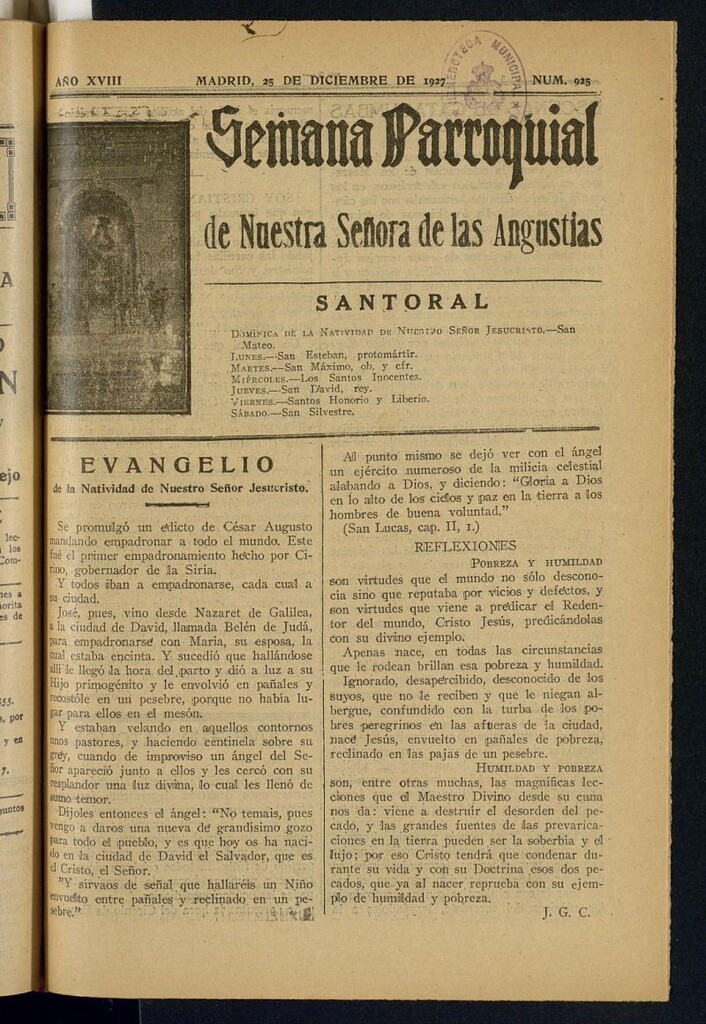 AÑO XVIII MADRID, 25 DE DICIEMBRE DE 1927 NUM. 925
HEMEROTECA MUNICIPAL
Semana Parroquial
de Nuestra Señora de las Angustias
SANTORAL
DOMÍNICA DE LA NATIVIDAD DE NUESTRO SEÑOR JESUCRISTO.—San
Mateo.
LUNES.—San Esteban, protomártir.
MARTES.—San Máximo, ob. y cfr.
MIÉRCOLES.—Los Santos Inocentes.
JUEVES.—San David, rey.
VIERNES.—Santos Honorio y Liberio.
SÁBADO.—San Silvestre.
EVANGELIO
de la Natividad de Nuestro Señor Jesucristo.
Se promulgó un edicto de César Augusto
mandando empadronar a todo el mundo. Este
fué el primer empadronamiento hecho por Ci-
rino, gobernador de la Siria.
Y todos iban a empadronarse, cada cual a
su ciudad.
José, pues, vino desde Nazaret de Galilea,
a la ciudad de David, llamada Belén de Judá,
para empadronarse con María, su esposa, la
cual estaba encinta. Y sucedió que hallándose
allí le llegó la hora del parto y dió a luz a su
Hijo primogénito y le envolvió en pañales y
recostóle en un pesebre, porque no había lu-
gar para ellos en el mesón.
Y estaban velando en aquellos contornos
unos pastores, y haciendo centinela sobre su
grey, cuando de improviso un ángel del Se-
ñor apareció junto a ellos y les cercó con su
resplandor una luz divina, lo cual les llenó de
sumo temor.
Díjoles entonces el ángel: "No temais, pues
vengo a daros una nueva de grandísimo gozo
para todo el pueblo, y es que hoy os ha naci-
do en la ciudad de David el Salvador, que es
el Cristo, el Señor.
"Y sírvaos de señal que hallaréis un Niño
envuelto entre pañales y reclinado en un pe-
sebre."
Al punto mismo se dejó ver con el ángel
un ejército numeroso de la milicia celestial
alabando a Dios, y diciendo: "Gloria a Dios
en lo alto de los cielos y paz en la tierra a los
hombres de buena voluntad."
(San Lucas, cap. II, 1.)
REFLEXIONES
POBREZA Y HUMILDAD
son virtudes que el mundo no sólo descono-
cía sino que reputaba por vicios y defectos, y
son virtudes que viene a predicar el Reden-
tor del mundo, Cristo Jesús, predicándolas
con su divino ejemplo.
Apenas nace, en todas las circunstancias
que le rodean brillan esa pobreza y humildad.
Ignorado, desapercibido, desconocido de los
suyos, que no le reciben y que le niegan al-
bergue, confundido con la turba de los po-
bres peregrinos en las afueras de la ciudad,
nace Jesús, envuelto en pañales de pobreza,
reclinado en las pajas de un pesebre.
HUMILDAD Y POBREZA
son, entre otras muchas, las magníficas lec-
ciones que el Maestro Divino desde su cuna
nos da: viene a destruir el desorden del pe-
cado, y las grandes fuentes de las prevarica-
ciones en la tierra pueden ser la soberbia y el
lujo; por eso Cristo tendrá que condenar du-
rante su vida y con su Doctrina esos dos pe-
cados, que ya al nacer reprueba con su ejem-
plo de humildad y pobreza.
J. G. C.